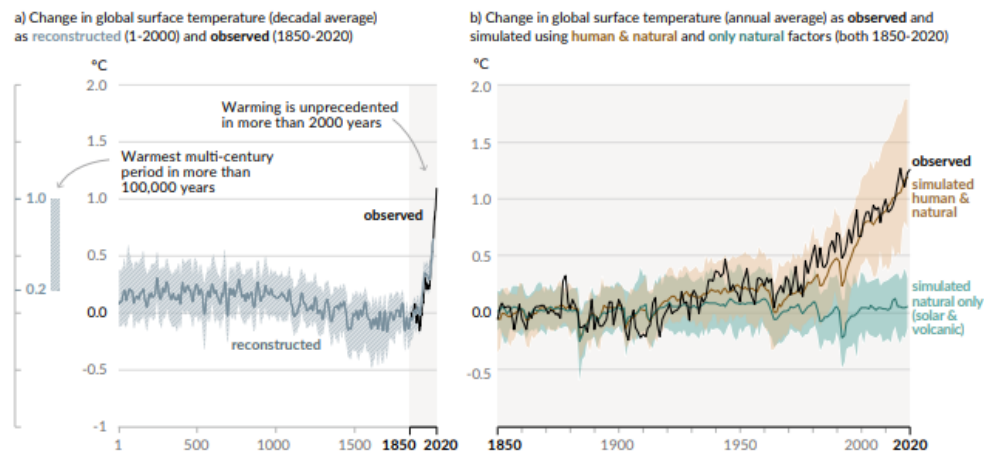 a) Change in global surface temperature (decadal average)
as reconstructed (1-2000) and observed (1850-2020)
°C
2.0
1.5
1.0
0.5
0.0
-0.5
-1
1.0
0.2
Warming is unprecedented
in more than 2000 years
Warmest multi-century
period in more than
100,000 years
observed
reconstructed
1
500
1000
1500
1850
2020
b) Change in global surface temperature (annual average) as observed and
simulated using human & natural and only natural factors (both 1850-2020)
°C
2.0
1.5
1.0
0.5
0.0
-0.5
observed
simulated
human &
natural
simulated
natural only
(solar &
volcanic)
1850
1900
1950
2000
2020